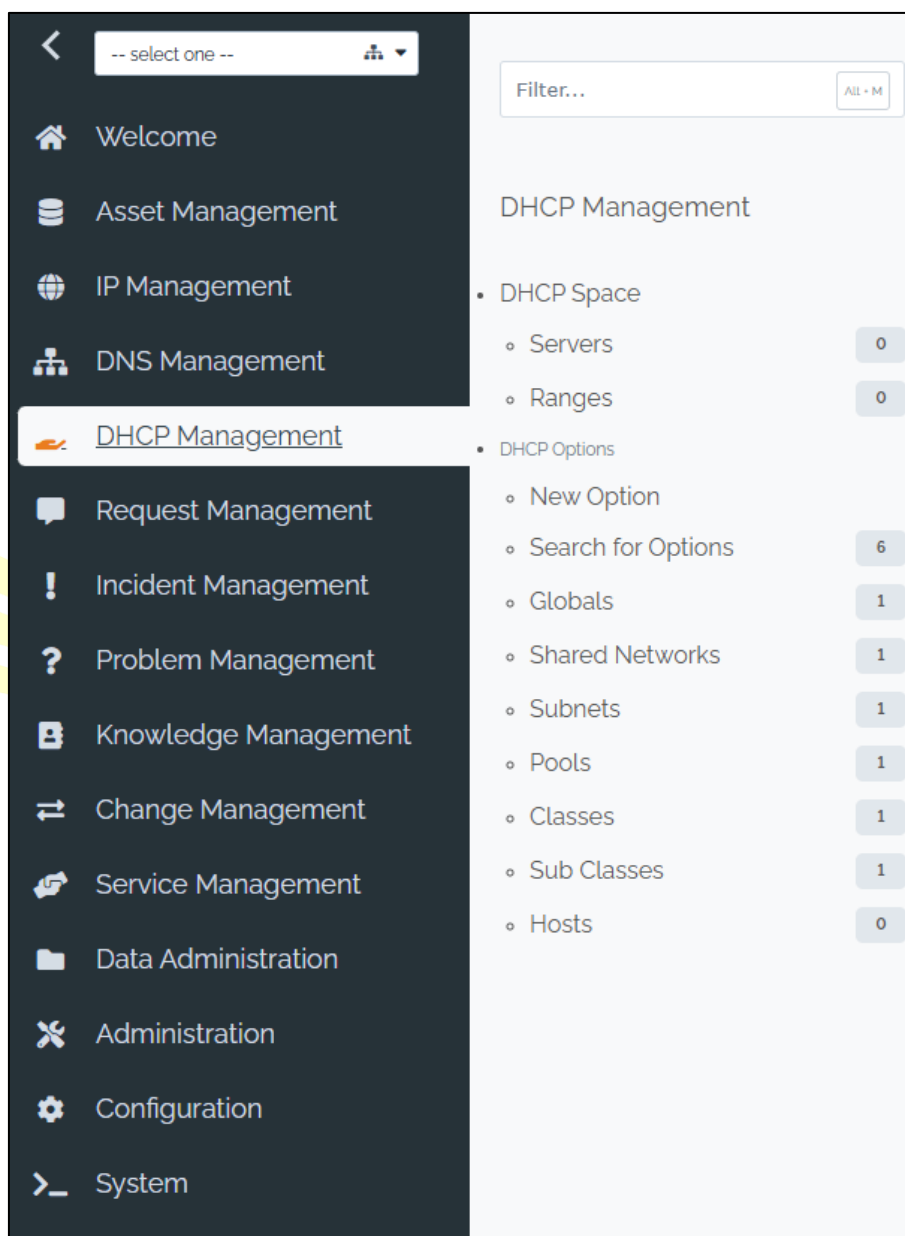 -- select one --
Welcome
Asset Management
IP Management
DNS Management
DHCP Management
Request Management
Incident Management
Problem Management
Knowledge Management
Change Management
Service Management
Data Administration
Administration
Configuration
System
Filter...
Alt + M
DHCP Management
DHCP Space
Servers 0
Ranges 0
DHCP Options
New Option
Search for Options 6
Globals 1
Shared Networks 1
Subnets 1
Pools 1
Classes 1
Sub Classes 1
Hosts 0